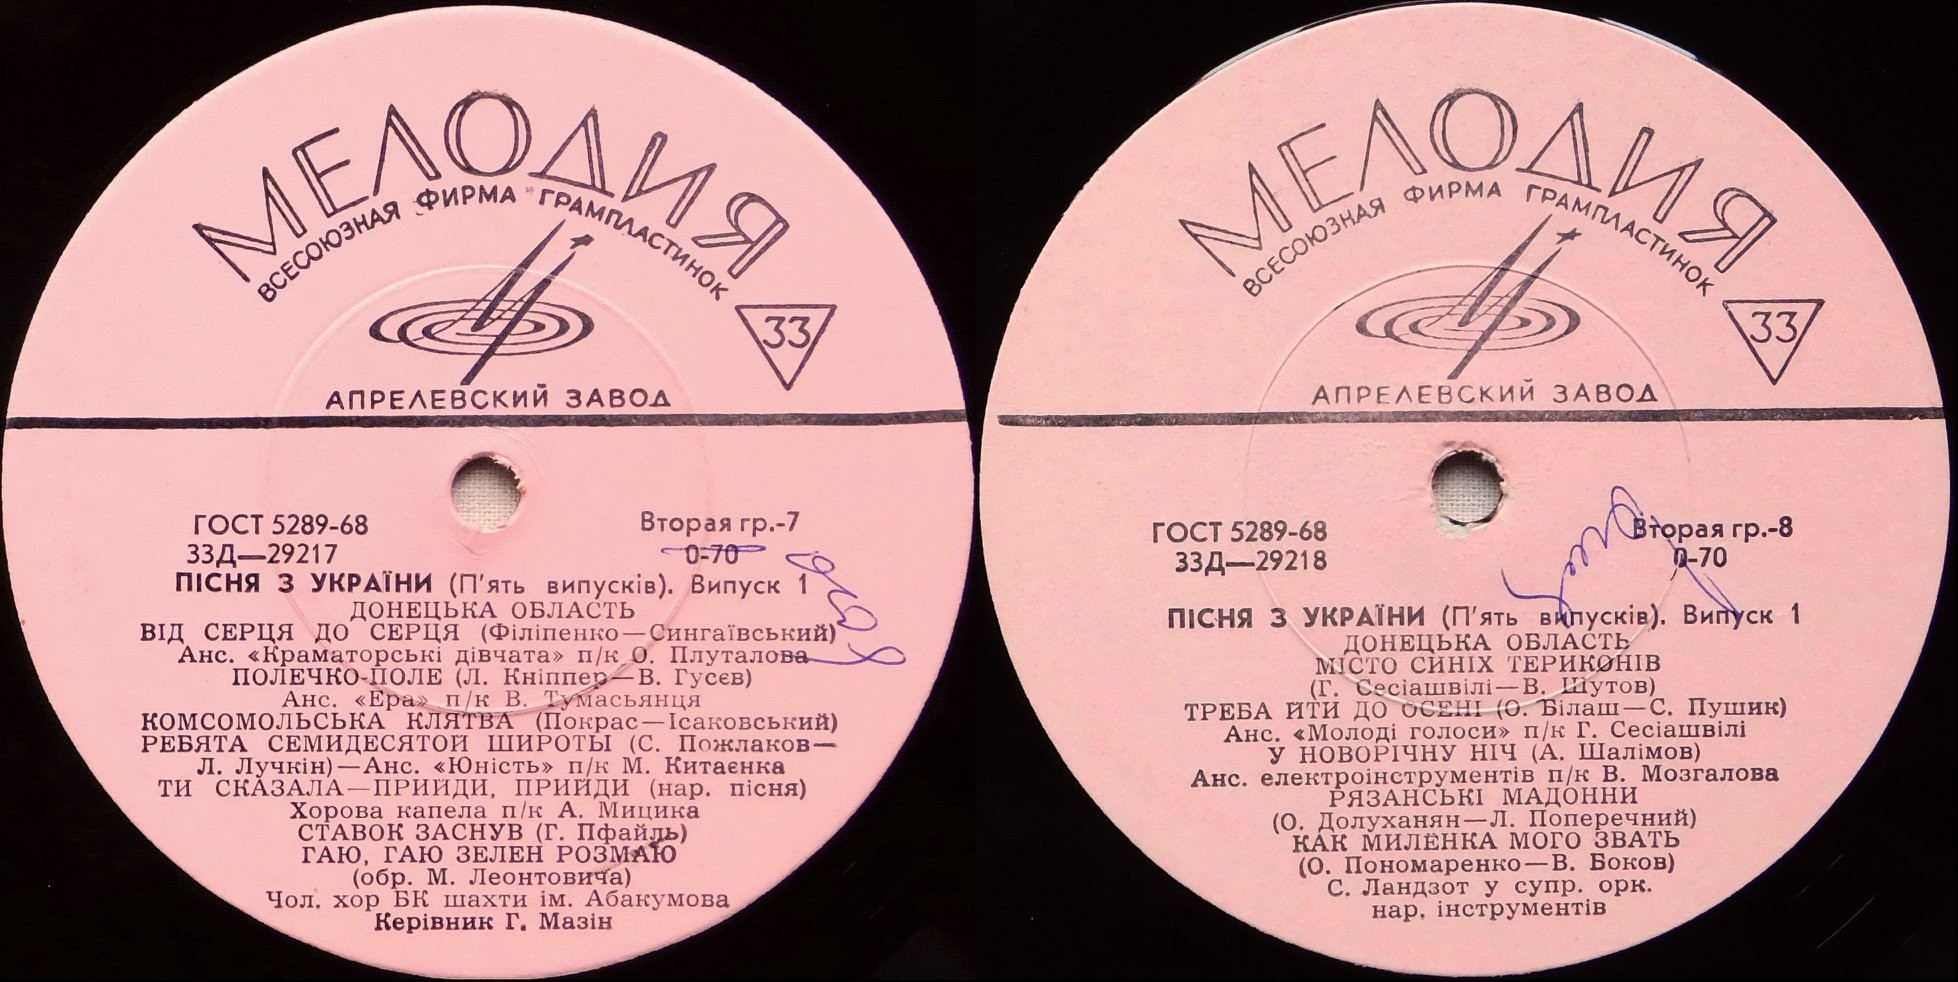 МЕЛОДИЯ
ВСЕСОЮЗНАЯ ФИРМА ГРАМПЛАСТИНОК
33
АПРЕЛЕВСКИЙ ЗАВОД
ГОСТ 5289-68
Вторая гр.-7
33Д—29217
0-70
ПІСНЯ З УКРАЇНИ (П'ять випусків). Випуск 1
ДОНЕЦЬКА ОБЛАСТЬ
ВІД СЕРЦЯ ДО СЕРЦЯ (Філіпенко—Сингаївський)
Анс. «Краматорські дівчата» п/к О. Плуталова
ПОЛЕЧКО-ПОЛЕ (Л. Кніппер—В. Гусєв)
Анс. «Ера» п/к В. Тумасьянця
КОМСОМОЛЬСЬКА КЛЯТВА (Покрас—Ісаковський)
РЕБЯТА СЕМИДЕСЯТОЙ ШИРОТЫ (С. Пожлаков—
Л. Лучкін)—Анс. «Юність» п/к М. Китаєнка
ТИ СКАЗАЛА—ПРИЙДИ, ПРИЙДИ (нар. пісня)
Хорова капела п/к А. Мицика
СТАВОК ЗАСНУВ (Г. Пфайль)
ГАЮ, ГАЮ ЗЕЛЕН РОЗМАЮ
(обр. М. Леонтовича)
Чол. хор БК шахти ім. Абакумова
Керівник Г. Мазін
МЕЛОДИЯ
ВСЕСОЮЗНАЯ ФИРМА ГРАМПЛАСТИНОК
33
АПРЕЛЕВСКИЙ ЗАВОД
ГОСТ 5289-68
Вторая гр.-8
33Д—29218
0-70
ПІСНЯ З УКРАЇНИ (П'ять випусків). Випуск 1
ДОНЕЦЬКА ОБЛАСТЬ
МІСТО СИНІХ ТЕРИКОНІВ
(Г. Сесіашвілі—В. Шутов)
ТРЕБА ЙТИ ДО ОСЕНІ (О. Білаш—С. Пушик)
Анс. «Молоді голоси» п/к Г. Сесіашвілі
У НОВОРІЧНУ НІЧ (А. Шалімов)
Анс. електроінструментів п/к В. Мозгалова
РЯЗАНСЬКІ МАДОННИ
(О. Долуханян—Л. Поперечний)
КАК МИЛЕНКА МОГО ЗВАТЬ
(О. Пономаренко—В. Боков)
С. Ландзот у супр. орк.
нар. інструментів